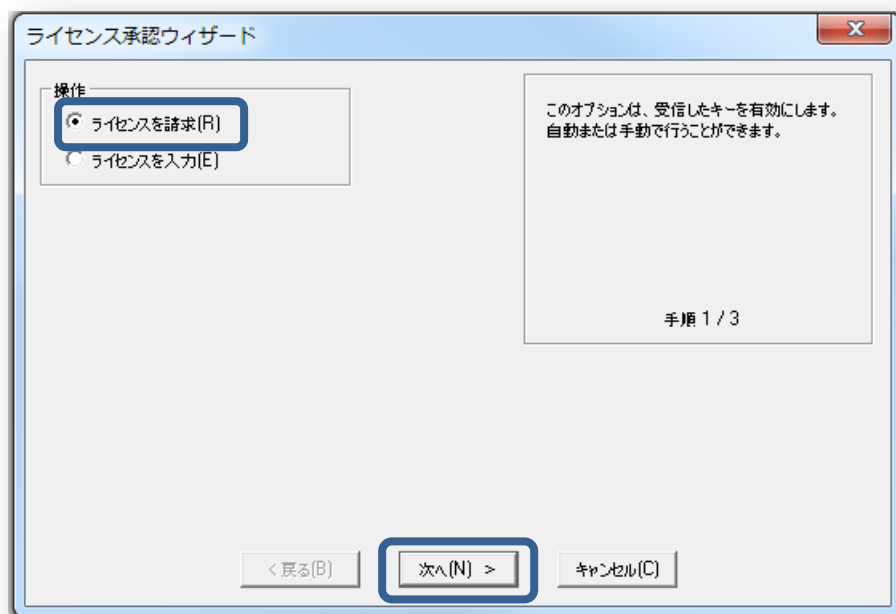 ライセンス承認ウィザード
操作
ライセンスを請求(R)
ライセンスを入力(E)
このオプションは、受信したキーを有効にします。
自動または手動で行うことができます。
手順 1 / 3
< 戻る(B)
次へ(N) >
キャンセル(C)